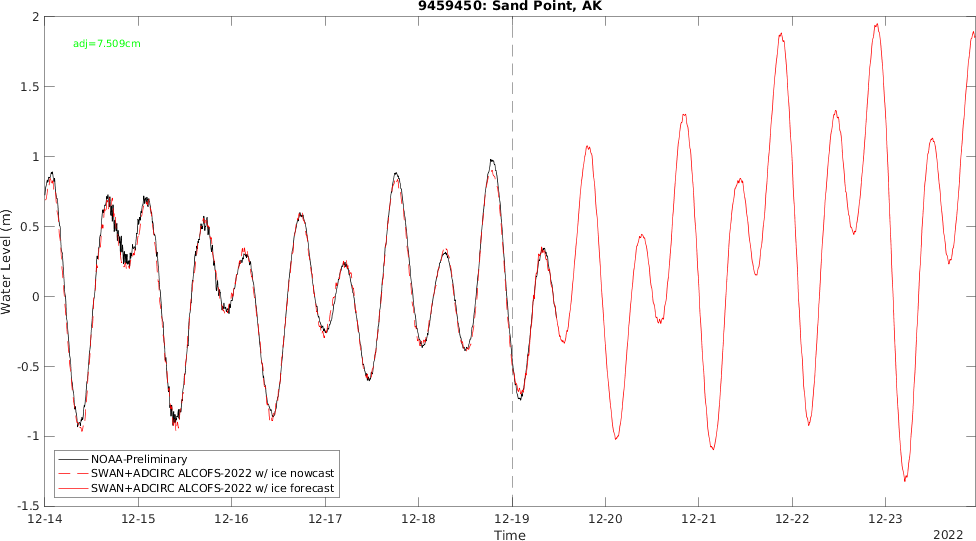 9459450: Sand Point, AK
adj=7.509cm
Water Level (m)
2
1.5
1
0.5
0
-0.5
-1
-1.5
NOAA-Preliminary
SWAN+ADCIRC ALCOFS-2022 w/ ice nowcast
SWAN+ADCIRC ALCOFS-2022 w/ ice forecast
12-14 12-15 12-16 12-17 12-18 12-19 12-20 12-21 12-22 12-23
Time
2022